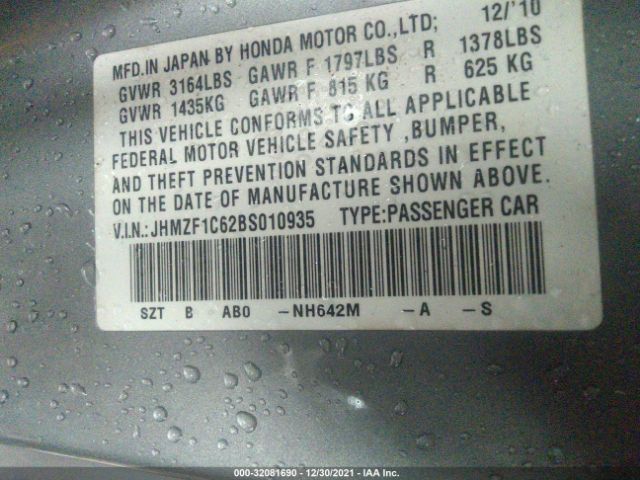 12/'10
MFD.IN JAPAN BY HONDA MOTOR CO.,LTD;
GVWR 3164LBS GAWR F 1797LBS R 1378LBS
GVWR 1435KG GAWR F 815 KG R 625 KG
THIS VEHICLE CONFORMS TO ALL APPLICABLE
FEDERAL MOTOR VEHICLE SAFETY ,BUMPER,
AND THEFT PREVENTION STANDARDS IN EFFECT
ON THE DATE OF MANUFACTURE SHOWN ABOVE.
V.I.N.:JHMZF1C62BS010935 TYPE:PASSENGER CAR
SZT B AB0 -NH642M -A -S
000-32081690 - 12/30/2021 - IAA Inc.